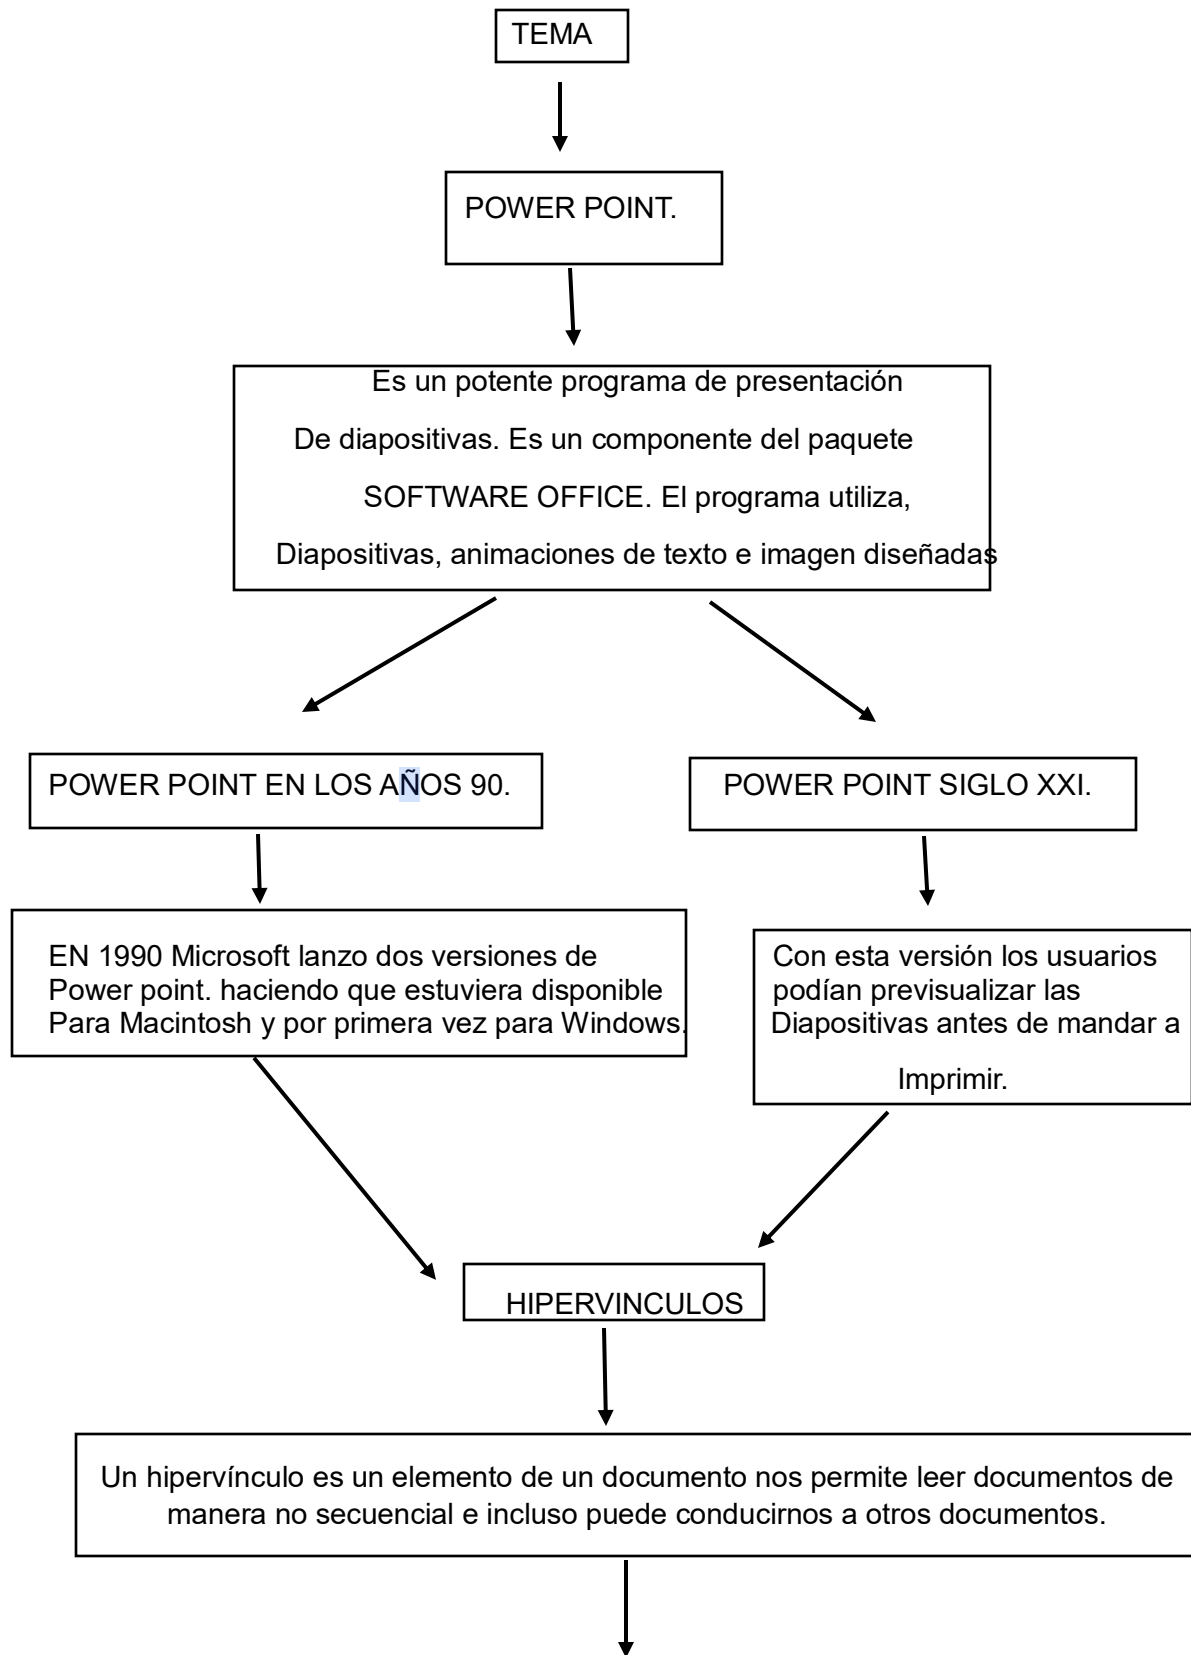 TEMA
POWER POINT.
Es un potente programa de presentación
De diapositivas. Es un componente del paquete
SOFTWARE OFFICE. El programa utiliza,
Diapositivas, animaciones de texto e imagen diseñadas
POWER POINT EN LOS AÑOS 90.
POWER POINT SIGLO XXI.
EN 1990 Microsoft lanzo dos versiones de
Power point. haciendo que estuviera disponible
Para Macintosh y por primera vez para Windows.
Con esta versión los usuarios
podían previsualizar las
Diapositivas antes de mandar a
Imprimir.
HIPERVINCULOS
Un hipervínculo es un elemento de un documento nos permite leer documentos de
manera no secuencial e incluso puede conducirnos a otros documentos.